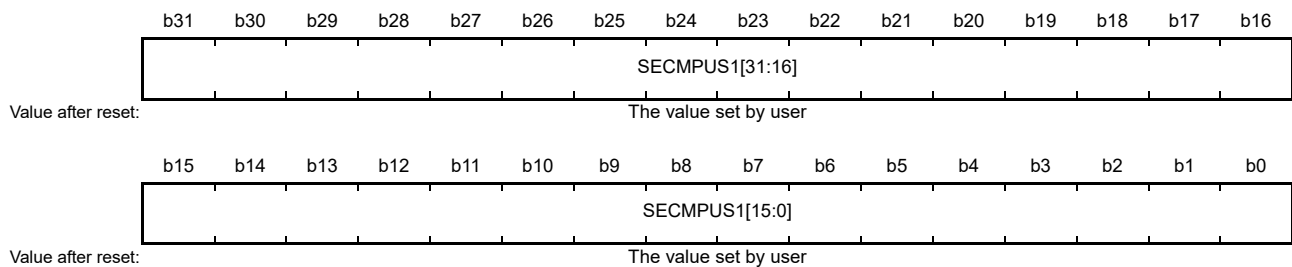 b31 b30 b29 b28 b27 b26 b25 b24 b23 b22 b21 b20 b19 b18 b17 b16
SECMPUS1[31:16]
Value after reset: The value set by user
b15 b14 b13 b12 b11 b10 b9 b8 b7 b6 b5 b4 b3 b2 b1 b0
SECMPUS1[15:0]
Value after reset: The value set by user